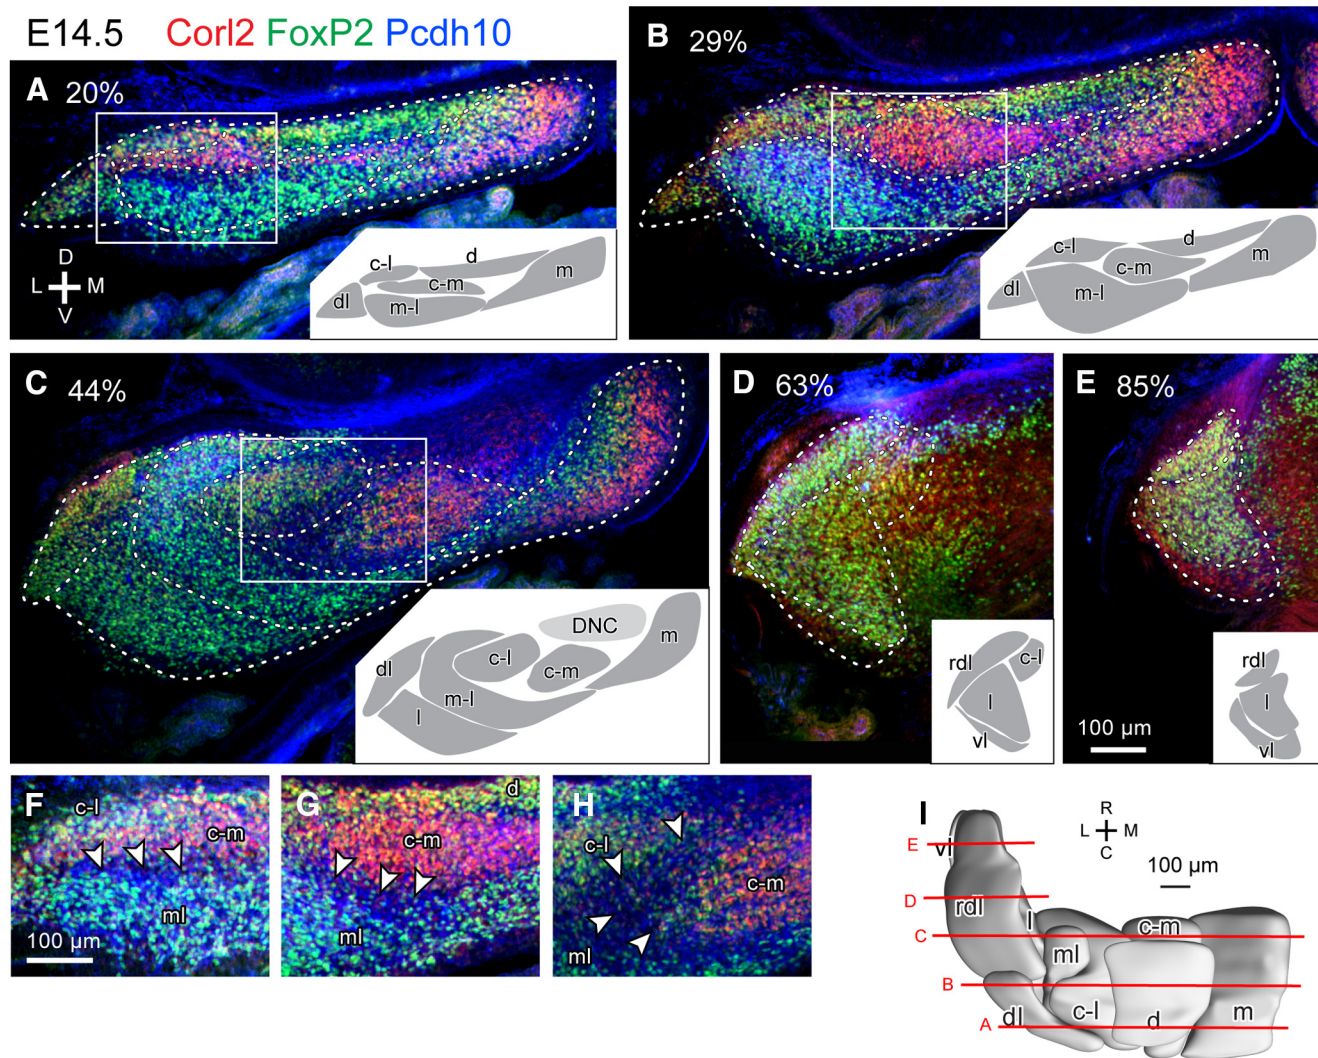 E14.5 Corl2 FoxP2 Pcdh10
A 20%
D
L M
V
c-l d m
c-m
dl m-l
B 29%
c-l d m
c-m
dl m-l
C 44%
DNC
m
c-l
dl c-m
m-l
l
D 63%
rdl c-l
l
vl
E 85%
100 µm
rdl
l
vl
F
c-l
c-m
ml
100 µm
G
d
c-m
ml
H
c-l
c-m
ml
I
R
L M
C
100 µm
E vl
D rdl
l c-m
C
ml
B
dl c-l d m
A